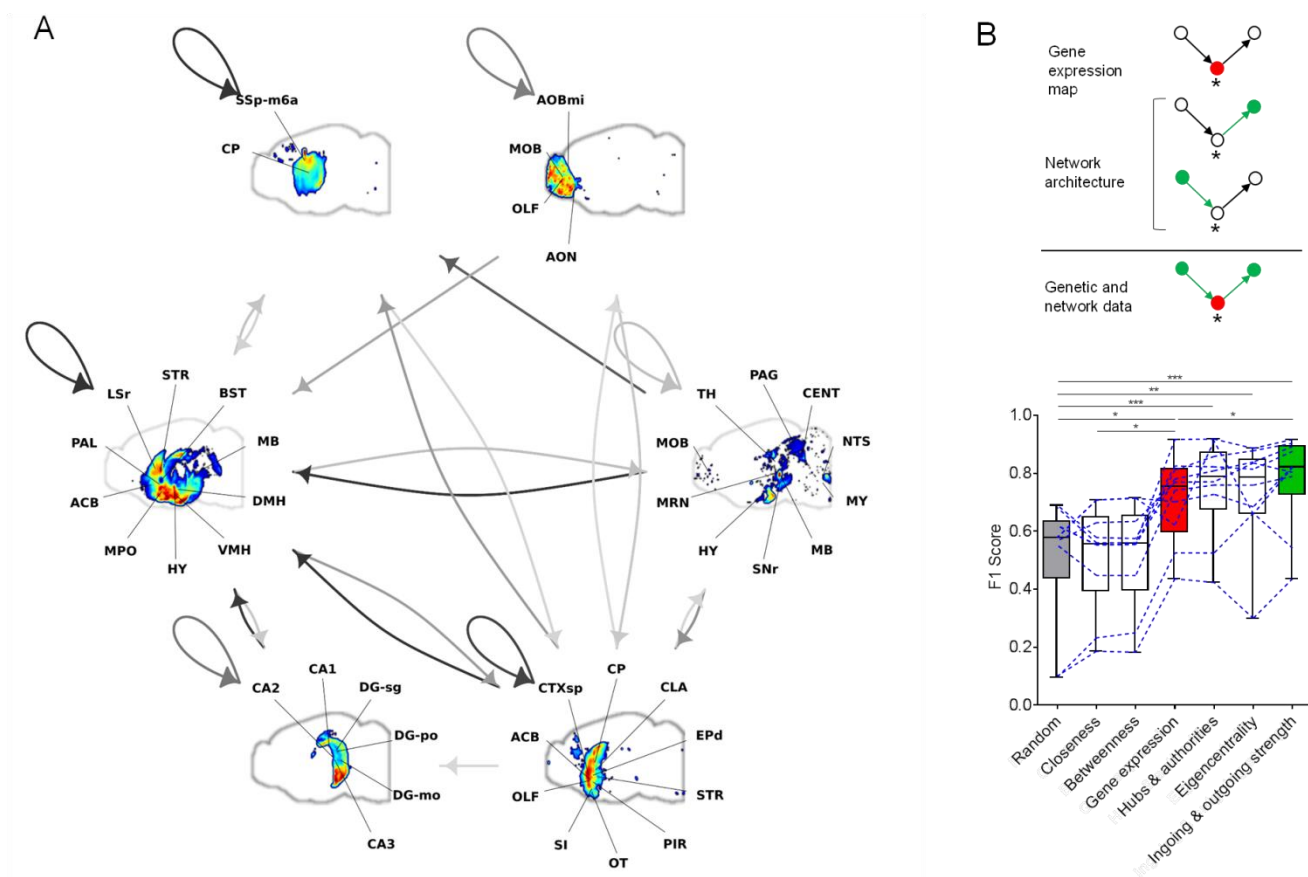 A
SSp-m6a
CP
AOBmi
MOB
OLF
AON
STR
LSr
BST
PAL
MB
ACB
DMH
MPO
VMH
HY
PAG
TH
CENT
MOB
NTS
MRN
MY
HY
MB
SNr
CA1
CA2
DG-sg
DG-po
DG-mo
CA3
CP
CTXsp
CLA
ACB
EPd
OLF
STR
SI
PIR
OT
B
Gene
expression
map
*
Network
architecture
*
*
Genetic and
network data
*
***
**
***
* *
*
F1 Score
1.0
0.8
0.6
0.4
0.2
0.0
Random
Closeness
Betweenness
Gene expression
Hubs & authorities
Eigencentrality
Ingoing & outgoing strength